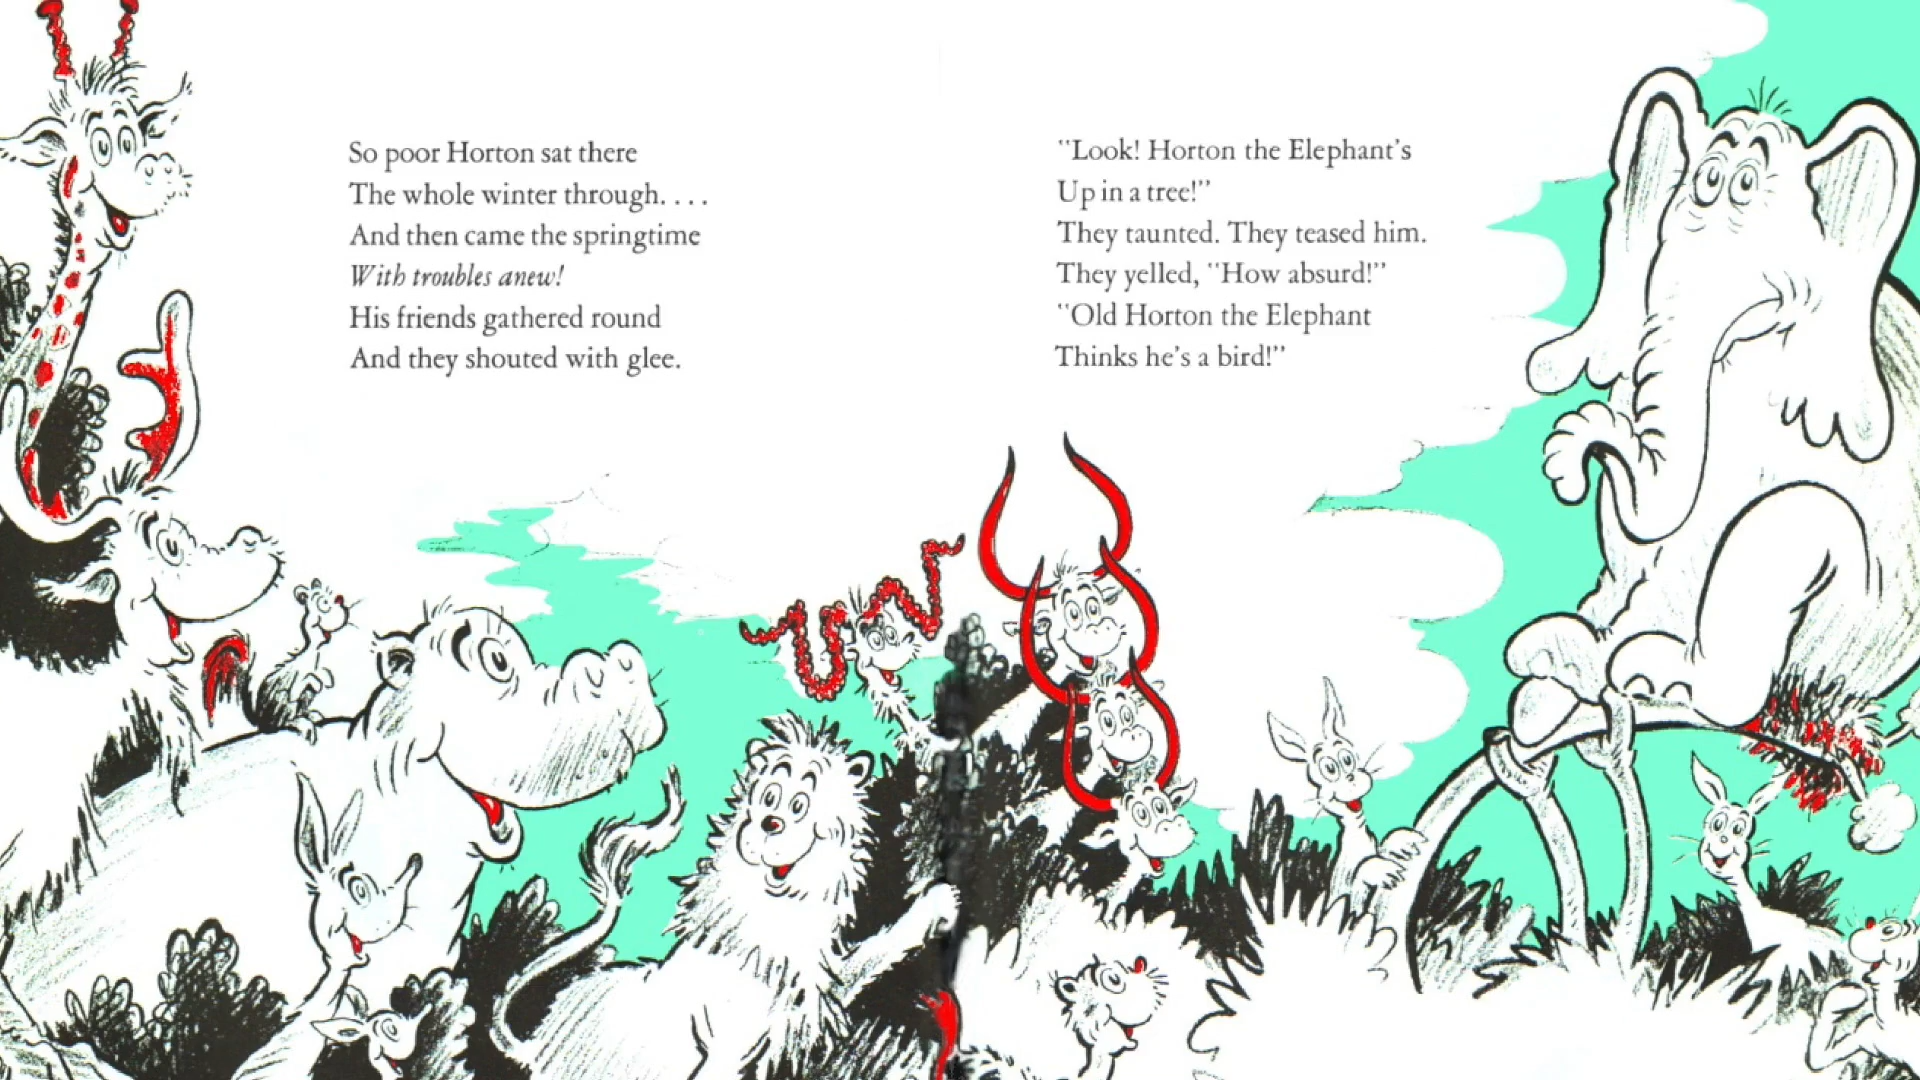 So poor Horton sat there
The whole winter through. . . .
And then came the springtime
With troubles anew!
His friends gathered round
And they shouted with glee.
"Look! Horton the Elephant's
Up in a tree!"
They taunted. They teased him.
They yelled, "How absurd!"
"Old Horton the Elephant
Thinks he's a bird!"